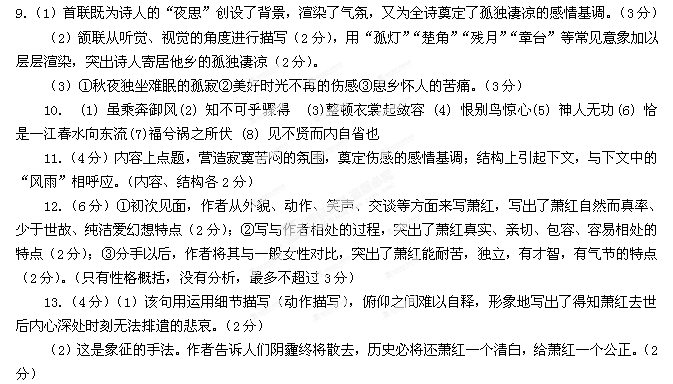 9.（1）首联既为诗人的“夜思”创设了背景，渲染了气氛，又为全诗奠定了孤独凄凉的感情基调。（3分）
（2）颔联从听觉、视觉的角度进行描写（2分），用“孤灯”“楚角”“残月”“章台”等常见意象加以
层层渲染，突出诗人寄居他乡的孤独凄凉（2分）。
（3）①秋夜独坐难眠的孤寂②美好时光不再的伤感③思乡怀人的苦痛。（3分）
10. (1) 虽乘奔御风(2) 知不可乎骤得 (3)整顿衣裳起敛容 (4) 恨别鸟惊心(5) 神人无功(6) 恰
是一江春水向东流(7)福兮祸之所伏 (8) 见不贤而内自省也
11.（4分）内容上点题，营造寂寞苦闷的氛围，奠定伤感的感情基调；结构上引起下文，与下文中的
“风雨”相呼应。（内容、结构各2分）
12.（6分）①初次见面，作者从外貌、动作、笑声、交谈等方面来写萧红，写出了萧红自然而真率、
少于世故、纯洁爱幻想特点（2分）；②写与作者相处的过程，突出了萧红真实、亲切、包容、容易相处的
特点（2分）；③分手以后，作者将其与一般女性对比，突出了萧红能耐苦，独立，有才智，有气节的特点
（2分）。（只有性格概括，没有分析，最多不超过3分）
13.（4分）（1）该句用运用细节描写（动作描写），俯仰之间难以自释，形象地写出了得知萧红去世
后内心深处时刻无法排遣的悲哀。（2分）
（2）这是象征的手法。作者告诉人们阴霾终将散去，历史必将还萧红一个清白，给萧红一个公正。（2
分）